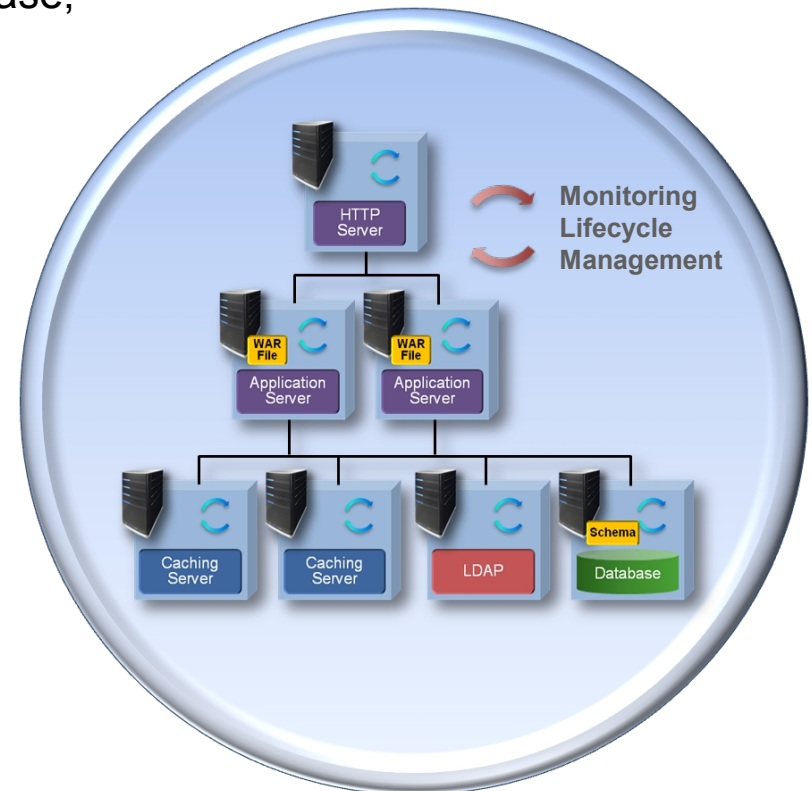 Monitoring
Lifecycle
Management
HTTP
Server
WAR
File
Application
Server
WAR
File
Application
Server
Caching
Server
Caching
Server
LDAP
Schema
Database